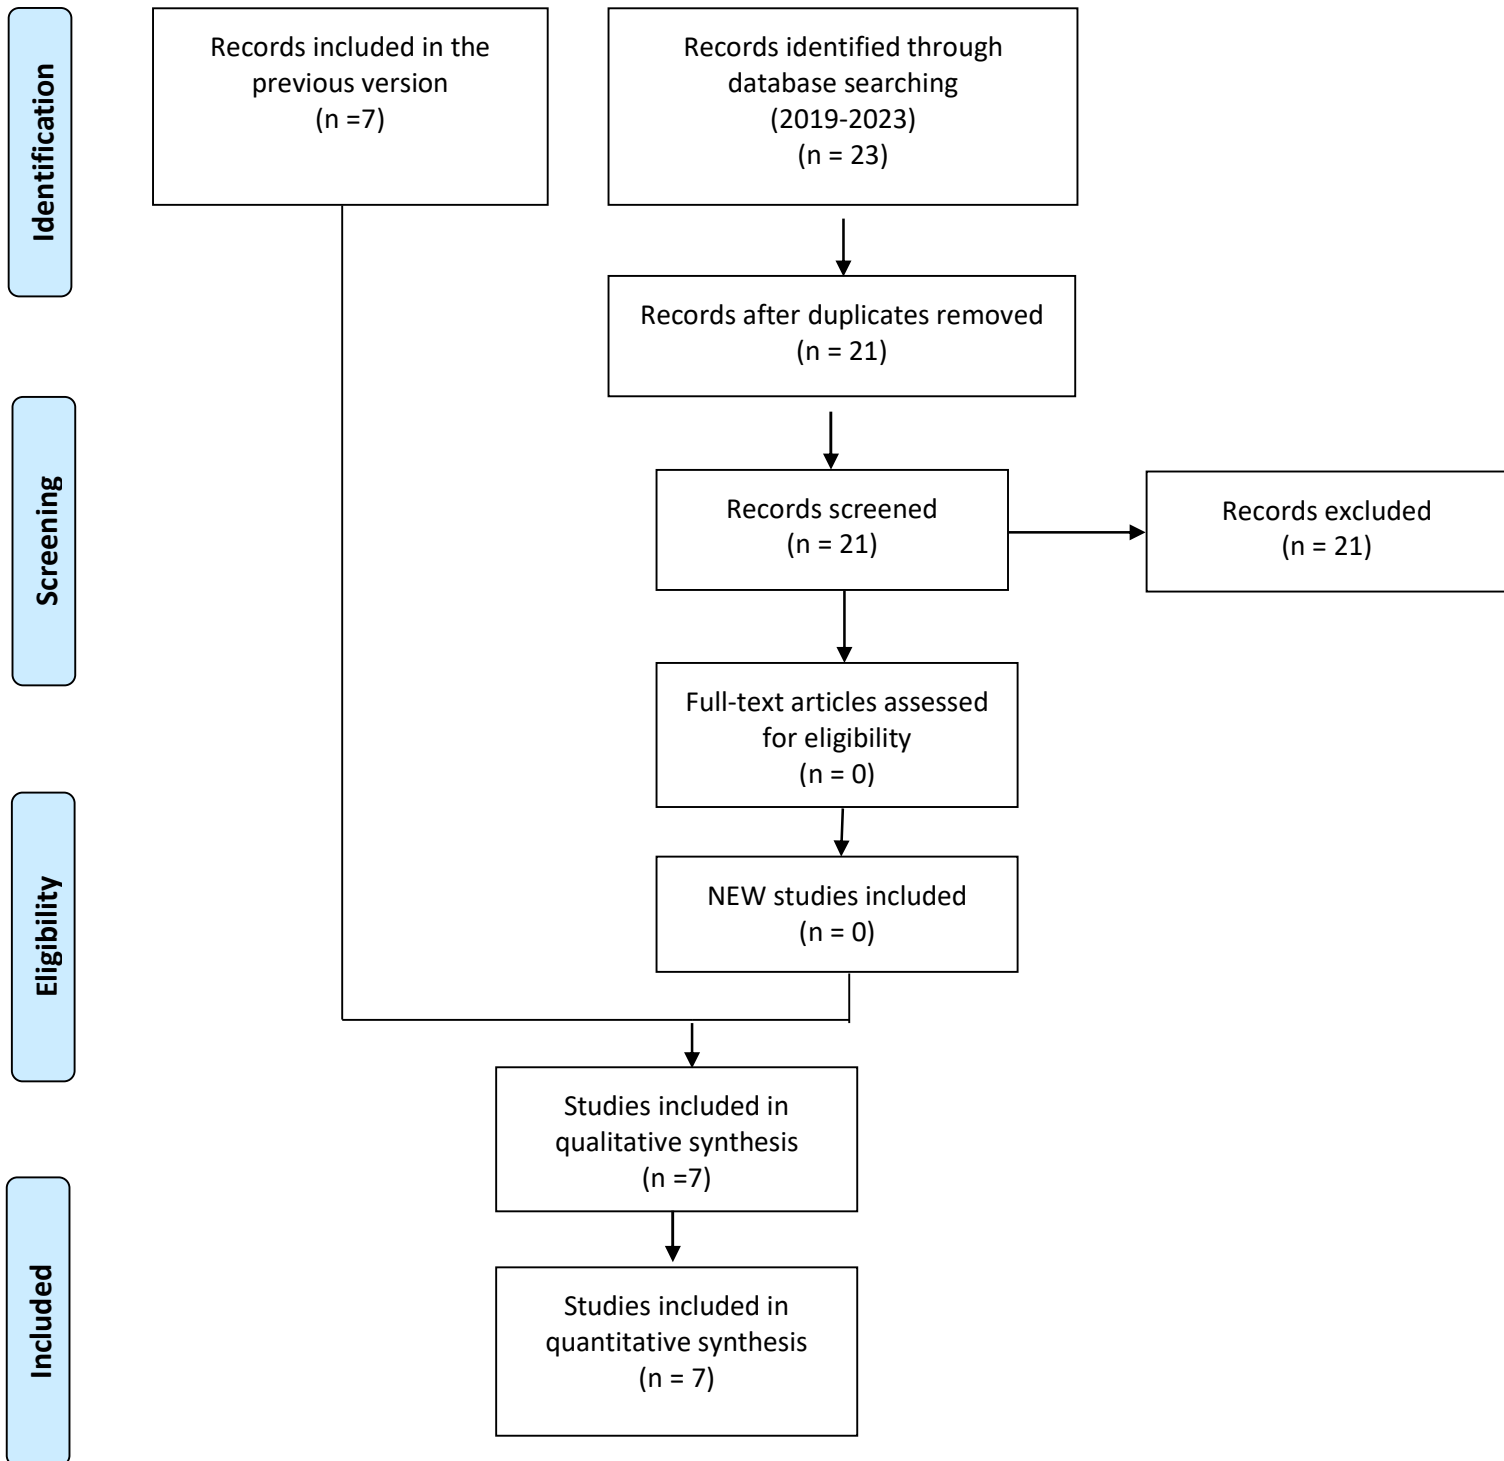 Identification
Records included in the
previous version
(n =7)
Records identified through
database searching
(2019-2023)
(n = 23)
Records after duplicates removed
(n = 21)
Screening
Records screened
(n = 21)
Records excluded
(n = 21)
Full-text articles assessed
for eligibility
(n = 0)
Eligibility
NEW studies included
(n = 0)
Studies included in
qualitative synthesis
(n =7)
Included
Studies included in
quantitative synthesis
(n = 7)